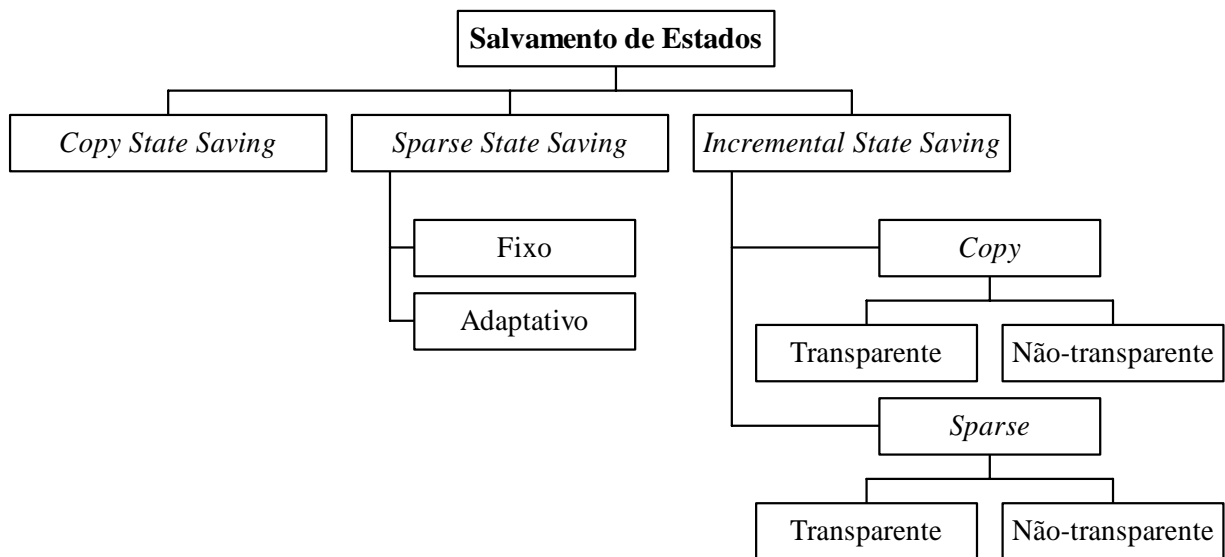 Salvamento de Estados
Copy State Saving
Sparse State Saving
Incremental State Saving
Fixo
Adaptativo
Copy
Transparente
Não-transparente
Sparse
Transparente
Não-transparente